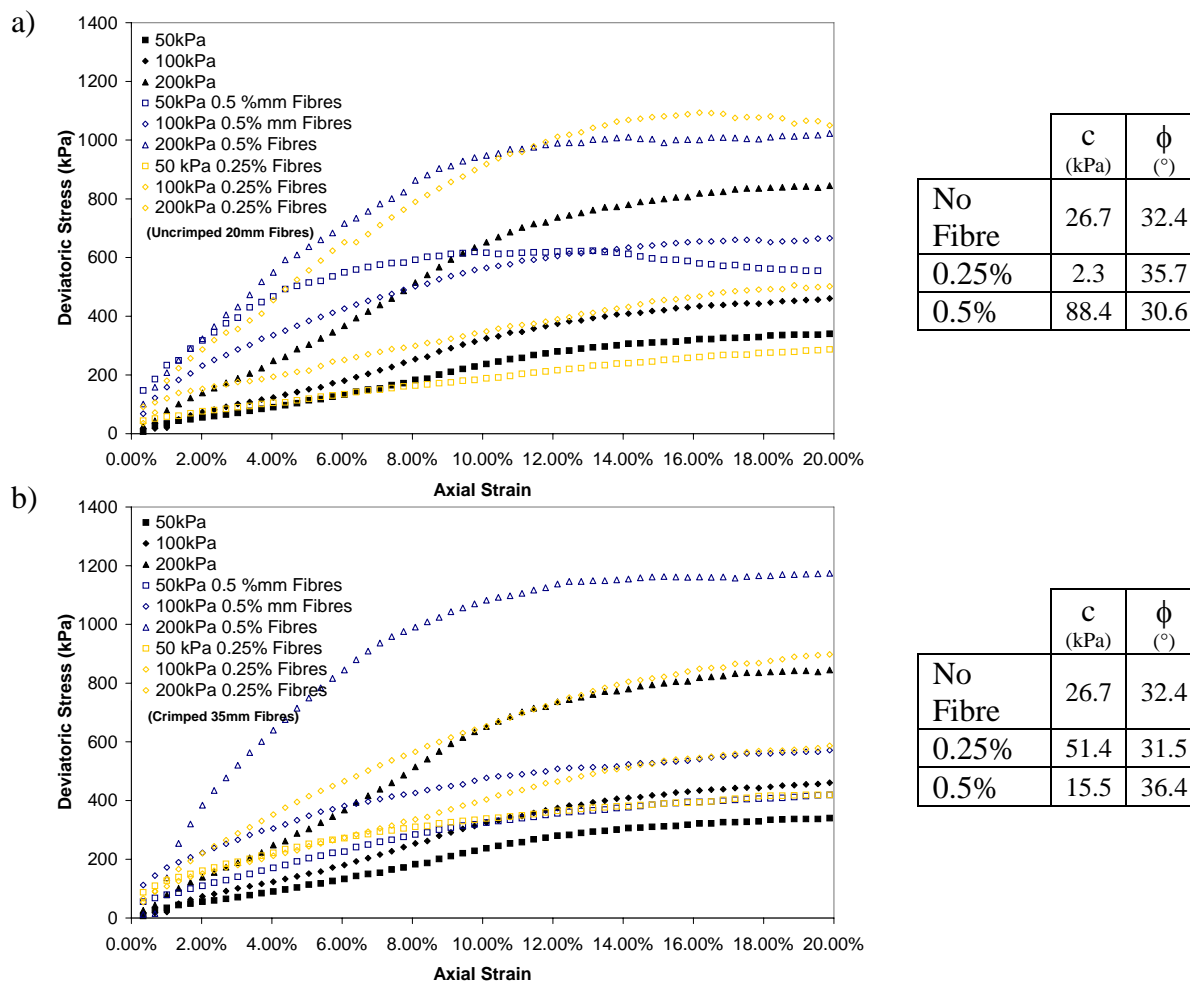 a)
1400
1200
1000
800
600
400
200
0
Deviatoric Stress (kPa)
50kPa
100kPa
200kPa
50kPa 0.5 %mm Fibres
100kPa 0.5% mm Fibres
200kPa 0.5% Fibres
50 kPa 0.25% Fibres
100kPa 0.25% Fibres
200kPa 0.25% Fibres
(Uncrimped 20mm Fibres)
0.00% 2.00% 4.00% 6.00% 8.00% 10.00% 12.00% 14.00% 16.00% 18.00% 20.00%
Axial Strain
c ϕ
(kPa) (°)
No
Fibre 26.7 32.4
0.25% 2.3 35.7
0.5% 88.4 30.6
b)
1400
1200
1000
800
600
400
200
0
Deviatoric Stress (kPa)
50kPa
100kPa
200kPa
50kPa 0.5 %mm Fibres
100kPa 0.5% mm Fibres
200kPa 0.5% Fibres
50 kPa 0.25% Fibres
100kPa 0.25% Fibres
200kPa 0.25% Fibres
(Crimped 35mm Fibres)
0.00% 2.00% 4.00% 6.00% 8.00% 10.00% 12.00% 14.00% 16.00% 18.00% 20.00%
Axial Strain
c ϕ
(kPa) (°)
No
Fibre 26.7 32.4
0.25% 51.4 31.5
0.5% 15.5 36.4